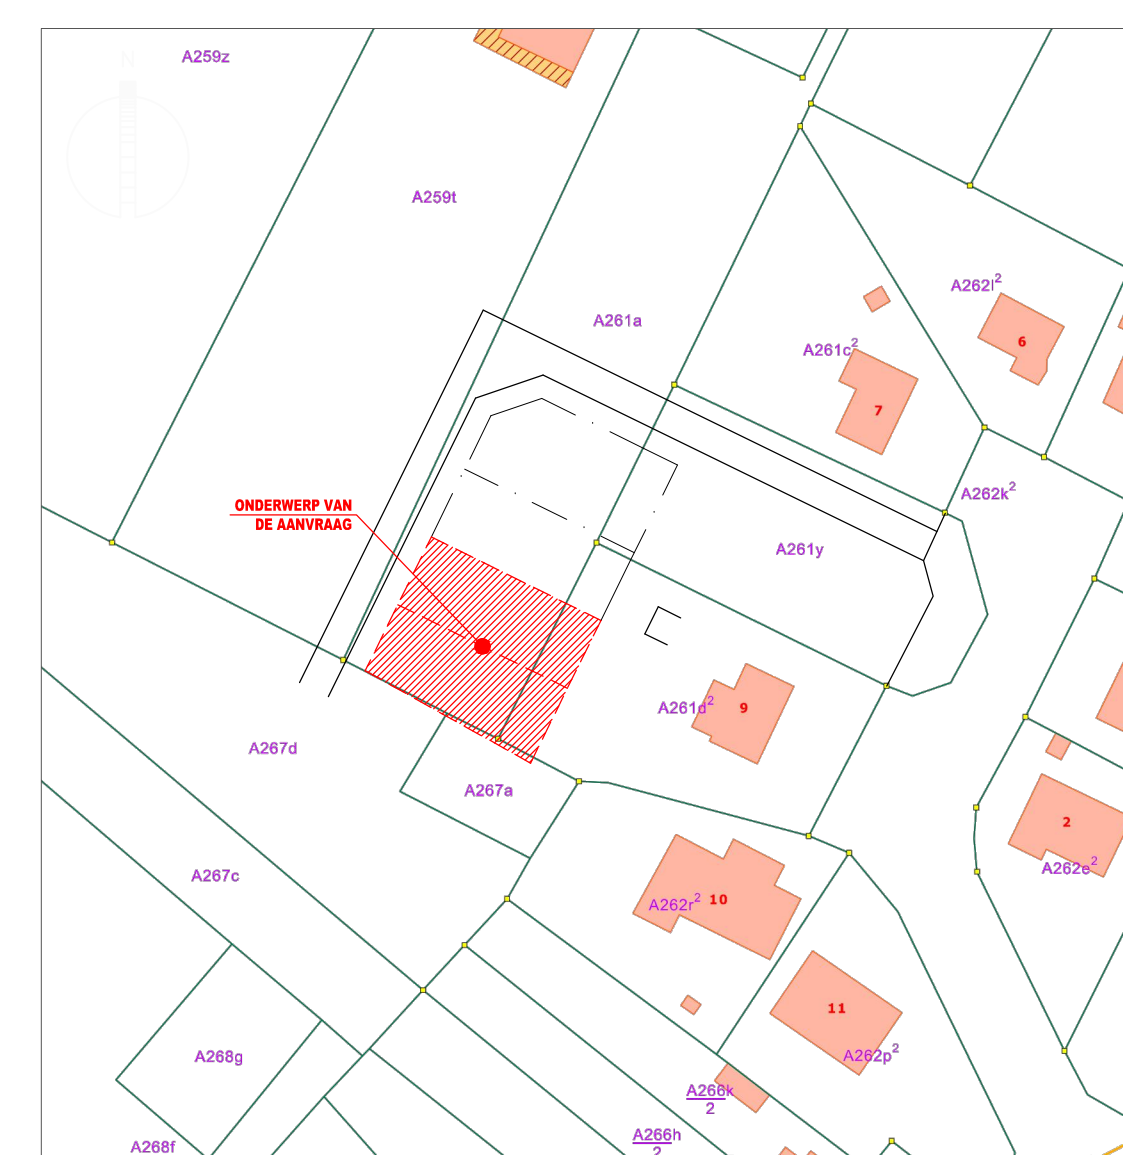 N
A259z
A259t
A261a
A262l²
6
A261c²
7
A262k²
ONDERWERP VAN
DE AANVRAAG
A261y
A261d²
9
A267d
A267a
2
A262e²
A267c
A262r²
10
11
A268g
A262p²
A266k
2
A266h
2
A268f